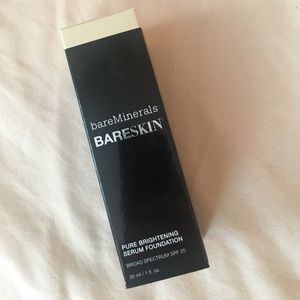 bareMinerals
BARESKIN
PURE BRIGHTENING
SERUM FOUNDATION
BROAD SPECTRUM SPF 20
30 ml / 1 fl. oz.